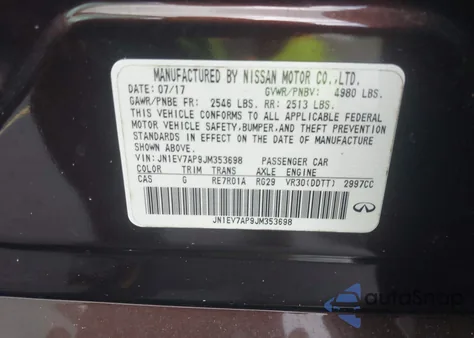 MANUFACTURED BY NISSAN MOTOR CO.,LTD.
DATE: 07/17 GVWR/PNBV: 4980 LBS.
GAWR/PNBE FR: 2546 LBS. RR: 2513 LBS.
THIS VEHICLE CONFORMS TO ALL APPLICABLE FEDERAL
MOTOR VEHICLE SAFETY, BUMPER, AND THEFT PREVENTION
STANDARDS IN EFFECT ON THE DATE OF MANUFACTURE
SHOWN ABOVE.
VIN: JN1EV7AP9JM353698 PASSENGER CAR
COLOR TRIM TRANS AXLE ENGINE
CAS G RE7R01A RG29 VR30(DDTT) 2997CC
JN1EV7AP9JM353698
autoSnap